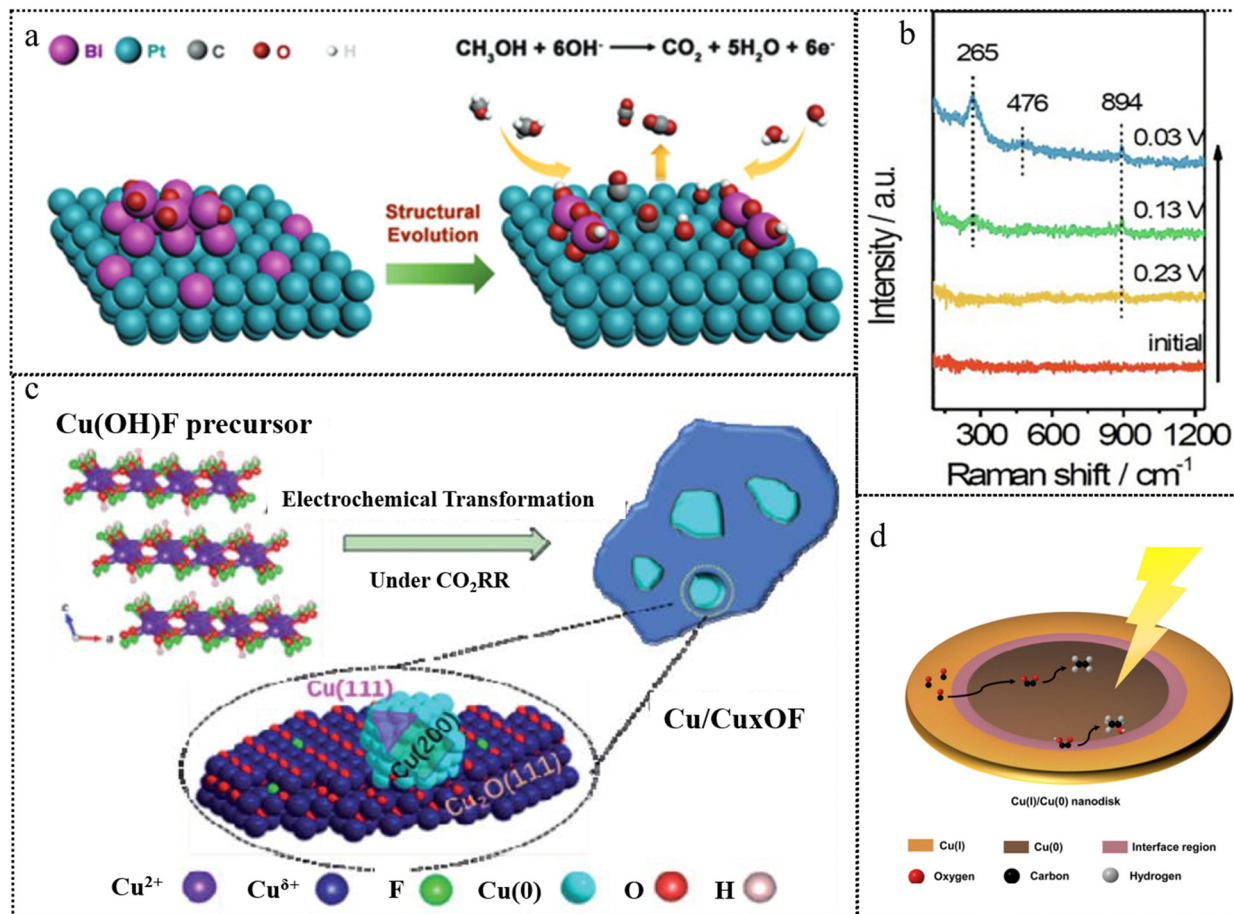 a
Bi Pt C O H
CH₃OH + 6OH⁻ ⟶ CO₂ + 5H₂O + 6e⁻
Structural
Evolution
b
265
476
894
0.03 V
0.13 V
0.23 V
initial
Intensity / a.u.
300 600 900 1200
Raman shift / cm⁻¹
c
Cu(OH)F precursor
Electrochemical Transformation
Under CO₂RR
c
a
Cu(111)
Cu(200)
Cu₂O(111)
Cu/CuxOF
Cu²⁺ Cuᵟ⁺ F Cu(0) O H
d
Cu(I)/Cu(0) nanodisk
Cu(I) Cu(0) Interface region
Oxygen Carbon Hydrogen